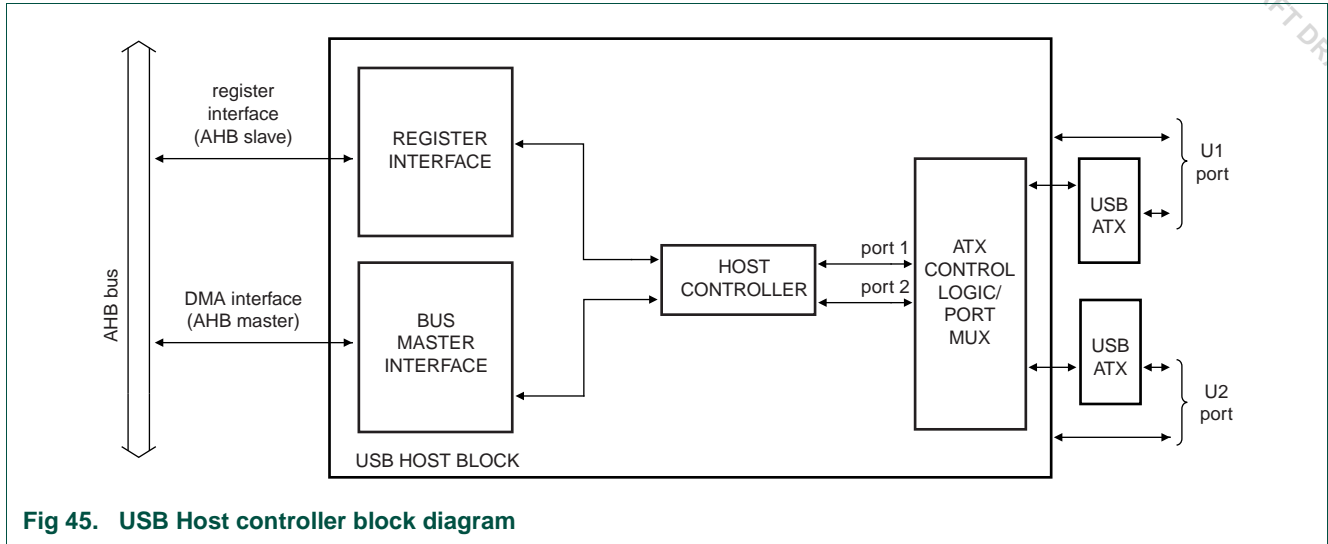 register
interface
(AHB slave)
REGISTER
INTERFACE
AHB bus
DMA interface
(AHB master)
BUS
MASTER
INTERFACE
USB HOST BLOCK
HOST
CONTROLLER
port 1
port 2
ATX
CONTROL
LOGIC/
PORT
MUX
USB
ATX
U1
port
USB
ATX
U2
port
Fig 45. USB Host controller block diagram